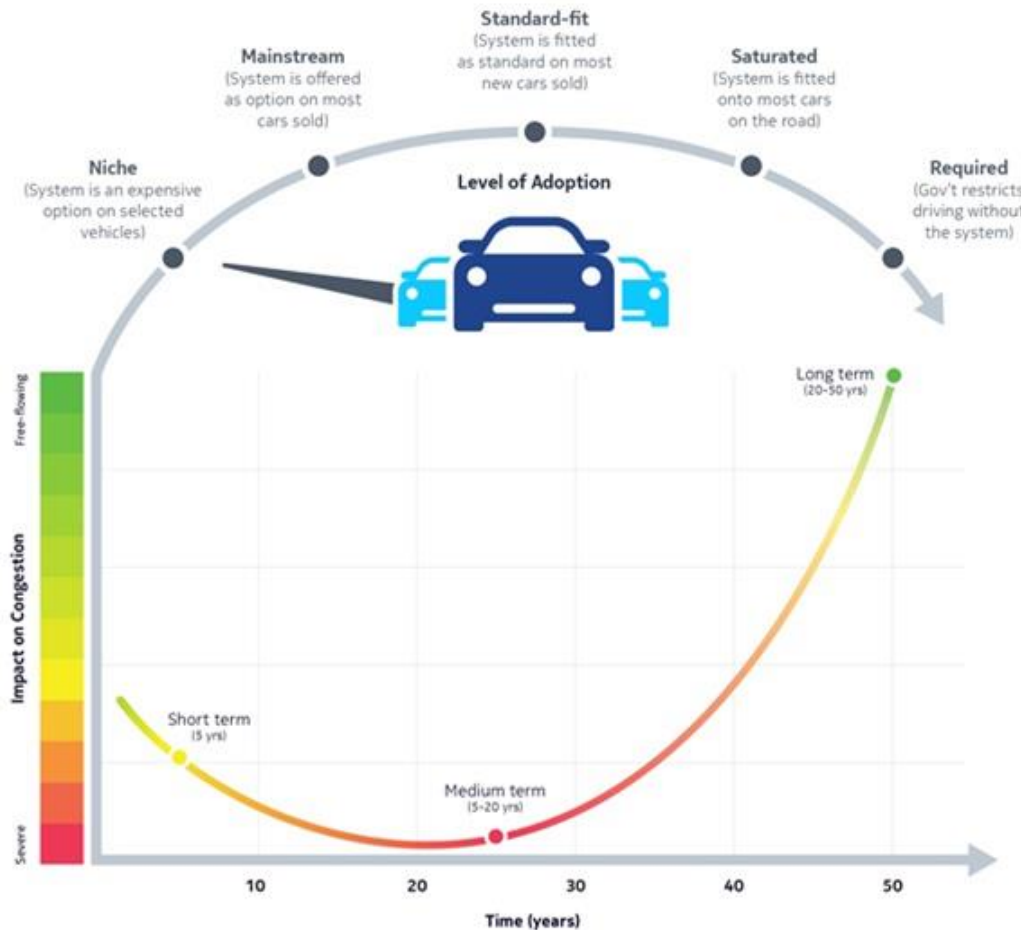 Standard-fit
(System is fitted
as standard on most
new cars sold)
Mainstream
(System is offered
as option on most
cars sold)
Saturated
(System is fitted
onto most cars
on the road)
Niche
(System is an expensive
option on selected
vehicles)
Required
(Gov't restricts
driving without
the system)
Level of Adoption
Free-flowing
Impact on Congestion
Severe
Long term
(20-50 yrs)
Short term
(5 yrs)
Medium term
(5-20 yrs)
10
20
30
40
50
Time (years)